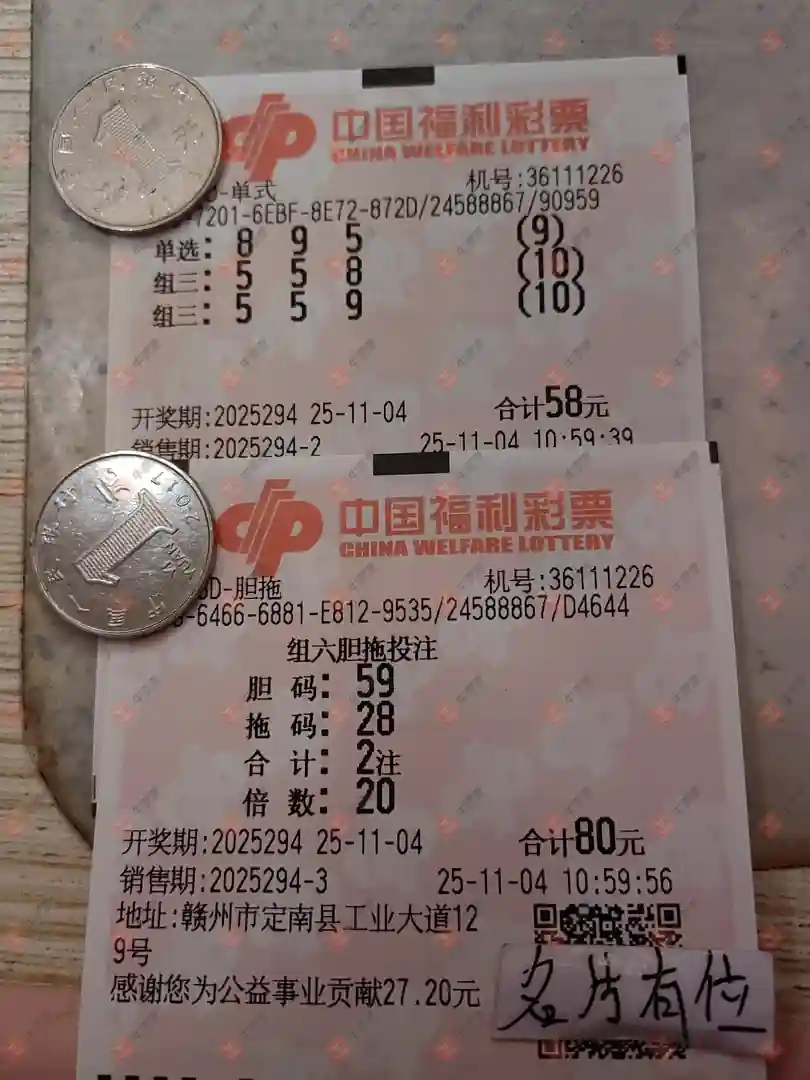 中国福利彩票
CHINA WELFARE LOTTERY
D-单式 机号:36111226
-7201-6EBF-8E72-872D/24588867/90959
单选: 8 9 5 (9)
组三: 5 5 8 (10)
组三: 5 5 9 (10)
开奖期:2025294 25-11-04 合计58元
销售期:2025294-2 25-11-04 10:59:39
1
中国福利彩票
CHINA WELFARE LOTTERY
1
YUAN
2017
3D-胆拖 机号:36111226
-6466-6881-E812-9535/24588867/D4644
组六胆拖投注
胆 码: 59
拖 码: 28
合 计: 2注
倍 数: 20
开奖期:2025294 25-11-04 合计80元
销售期:2025294-3 25-11-04 10:59:56
地址:赣州市定南县工业大道12
9号
感谢您为公益事业贡献27.20元
名片有位